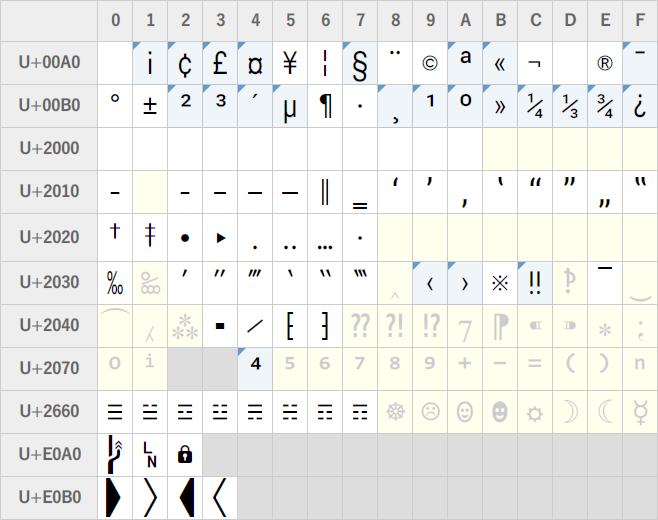 0 1 2 3 4 5 6 7 8 9 A B C D E F
U+00A0 ¡ ¢ £ ¤ ¥ ¦ § ¨ © ª « ¬ ® ¯
U+00B0 ° ± ² ³ ´ µ ¶ · ¸ ¹ º » ¼ ⅓ ¾ ¿
U+2000
U+2010 ‐ ‒ – — ― ‖ ‗ ‘ ’ ‚ ‛ “ ” „ ‟
U+2020 † ‡ • ‣ ․ ‥ … ‧
U+2030 ‰ ‱ ′ ″ ‴ ‵ ‶ ‷ ‸ ‹ › ※ ‼ ‽ ‾ ‿
U+2040 ⁀ ⁁ ⁂ ⁃ ⁄ ⁅ ⁆ ⁇ ⁈ ⁉ ⁊ ⁋ ⁌ ⁍ ⁎ ⁏
U+2070 ⁰ ⁱ ⁴ ⁵ ⁶ ⁷ ⁸ ⁹ ⁺ ⁻ ⁼ ⁽ ⁾ ⁿ
U+2660 ☰ ☱ ☲ ☳ ☴ ☵ ☶ ☷ ☸ ☹ ☺ ☻ ☼ ☽ ☾ ☿
U+E0A0   
U+E0B0